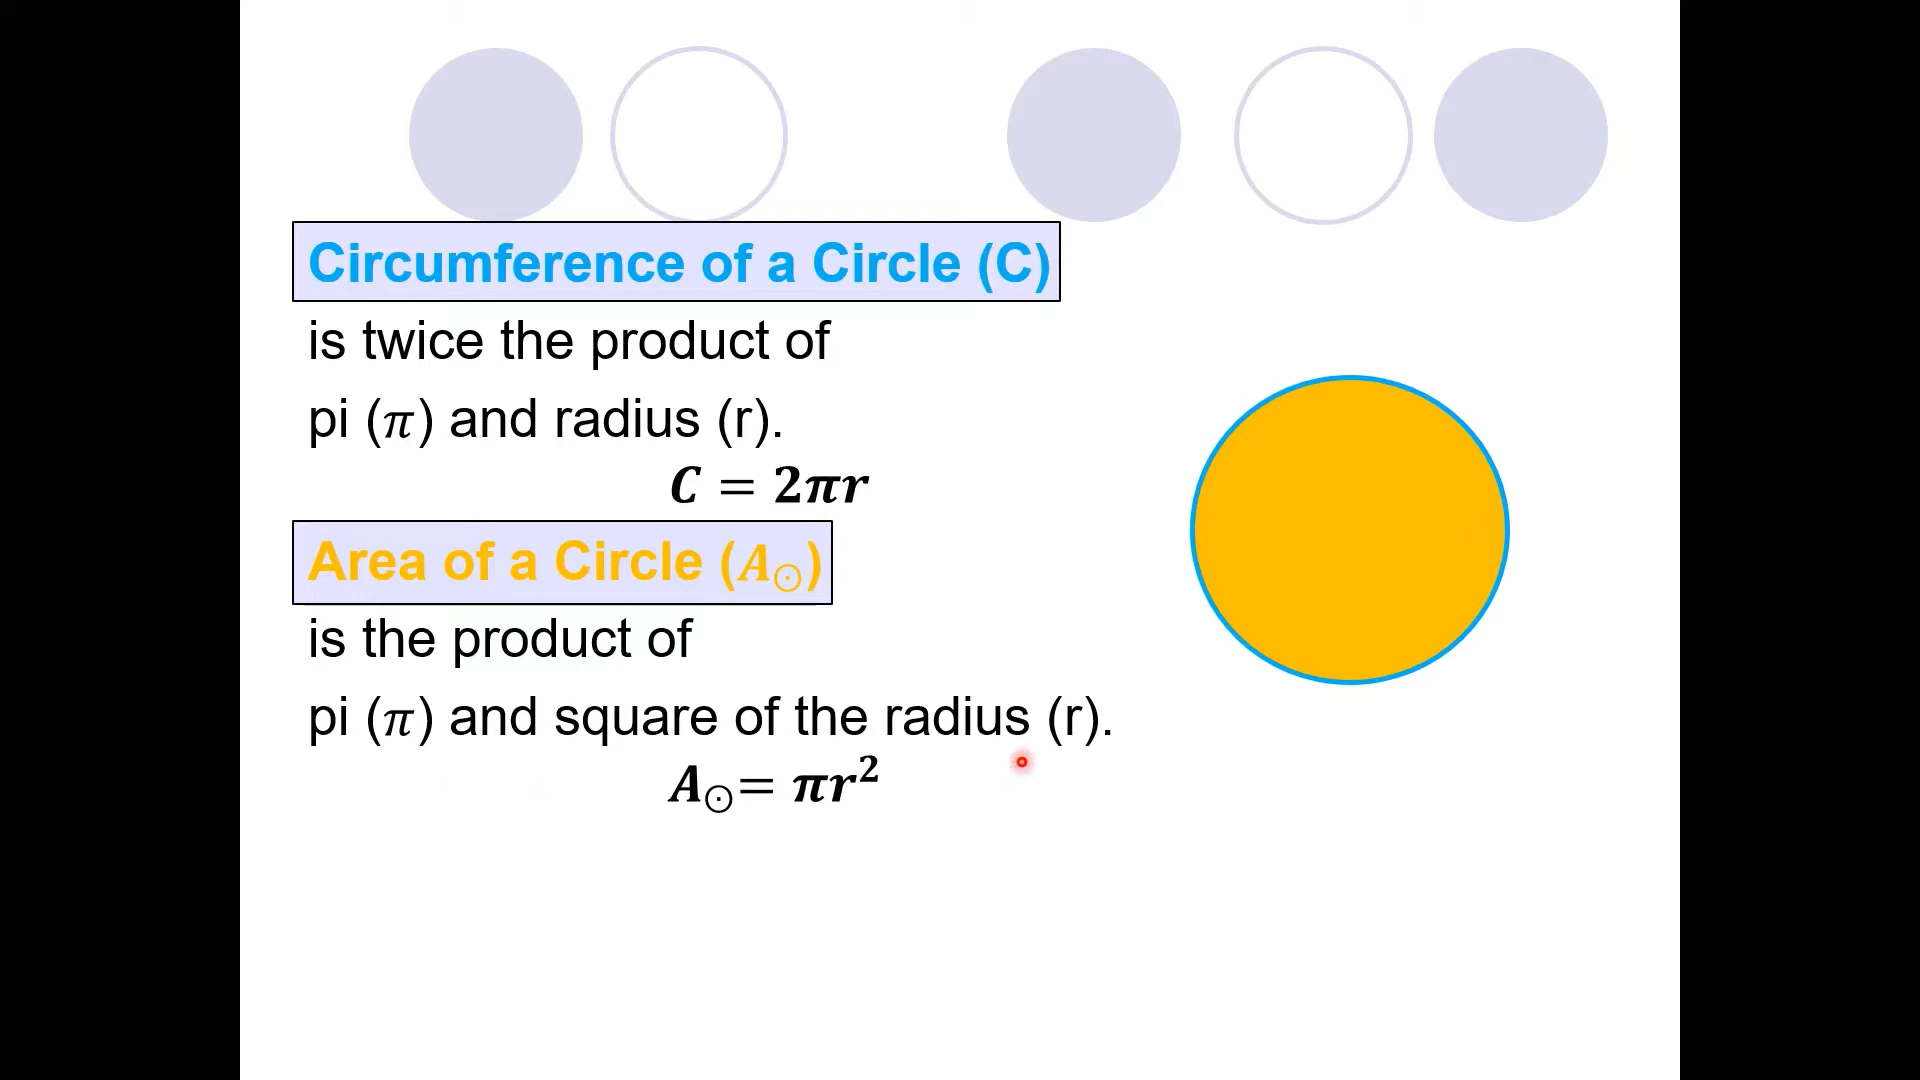 Circumference of a Circle (C)
is twice the product of
pi (𝜋) and radius (r).
𝑪 = 𝟐𝝅𝒓
Area of a Circle (𝑨⨀)
is the product of
pi (𝜋) and square of the radius (r).
𝑨⨀= 𝝅𝒓²